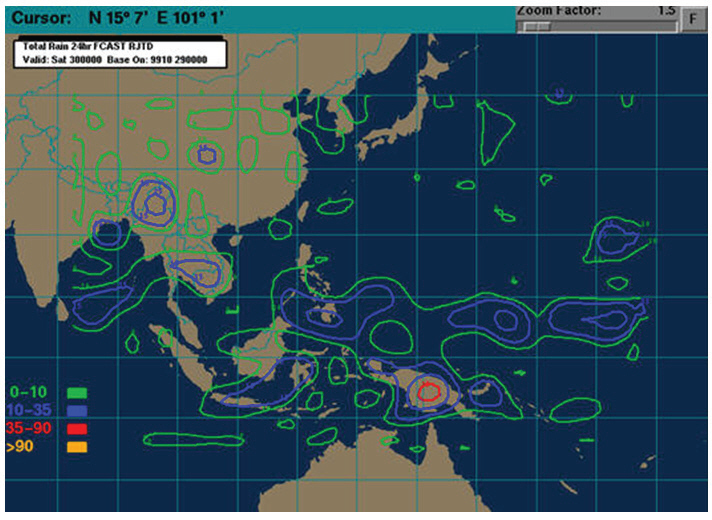 Cursor: N 15° 7' E 101° 1'
Zoom Factor: 1.5
F
Total Rain 24hr FCAST RJTD
Valid: Sat 300000 Base On: 9910 290000
0-10
10-35
35-90
>90